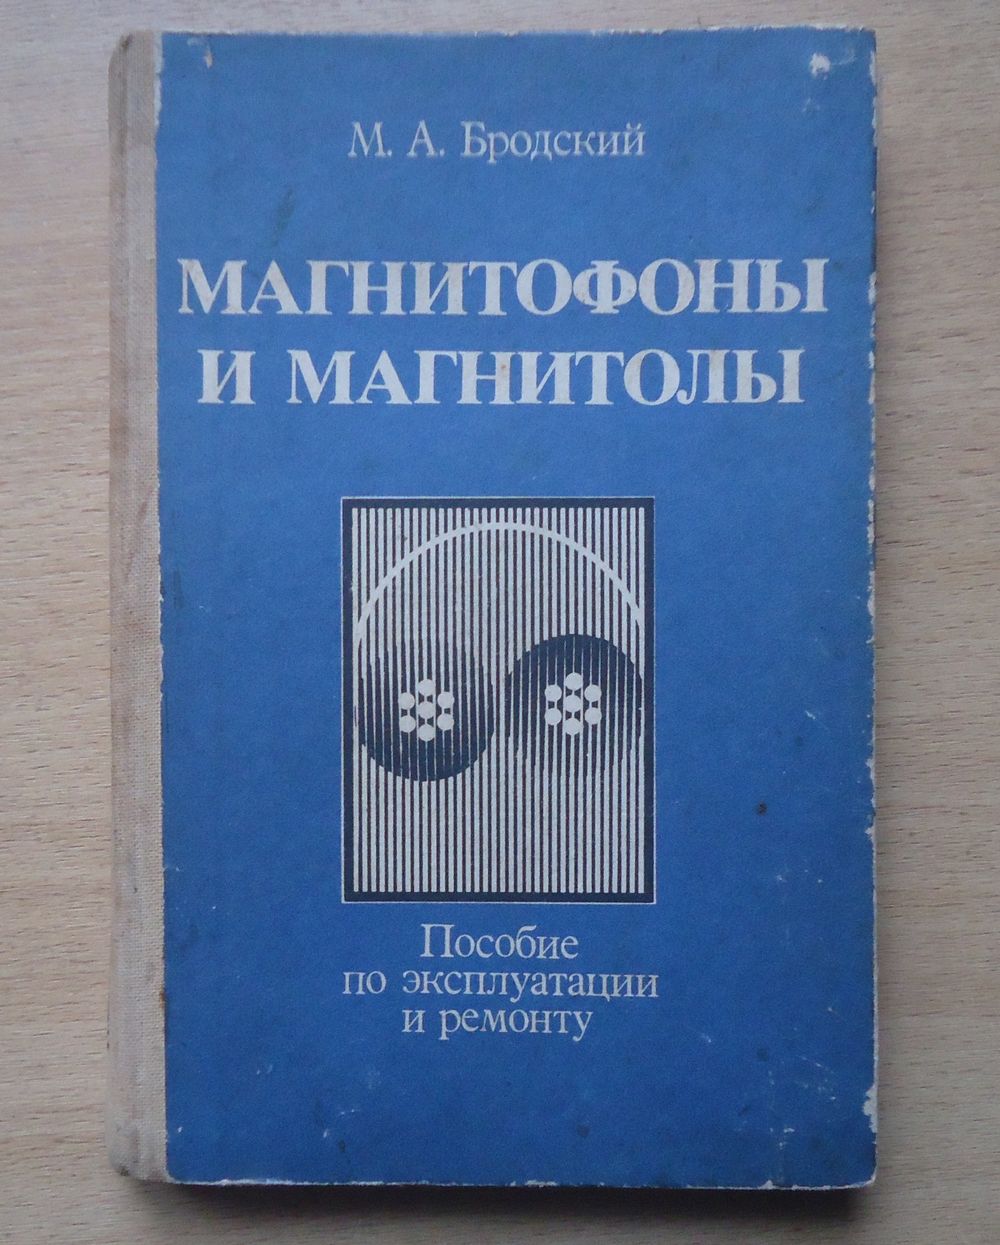 М. А. Бродский
МАГНИТОФОНЫ
И МАГНИТОЛЫ
Пособие
по эксплуатации
и ремонту